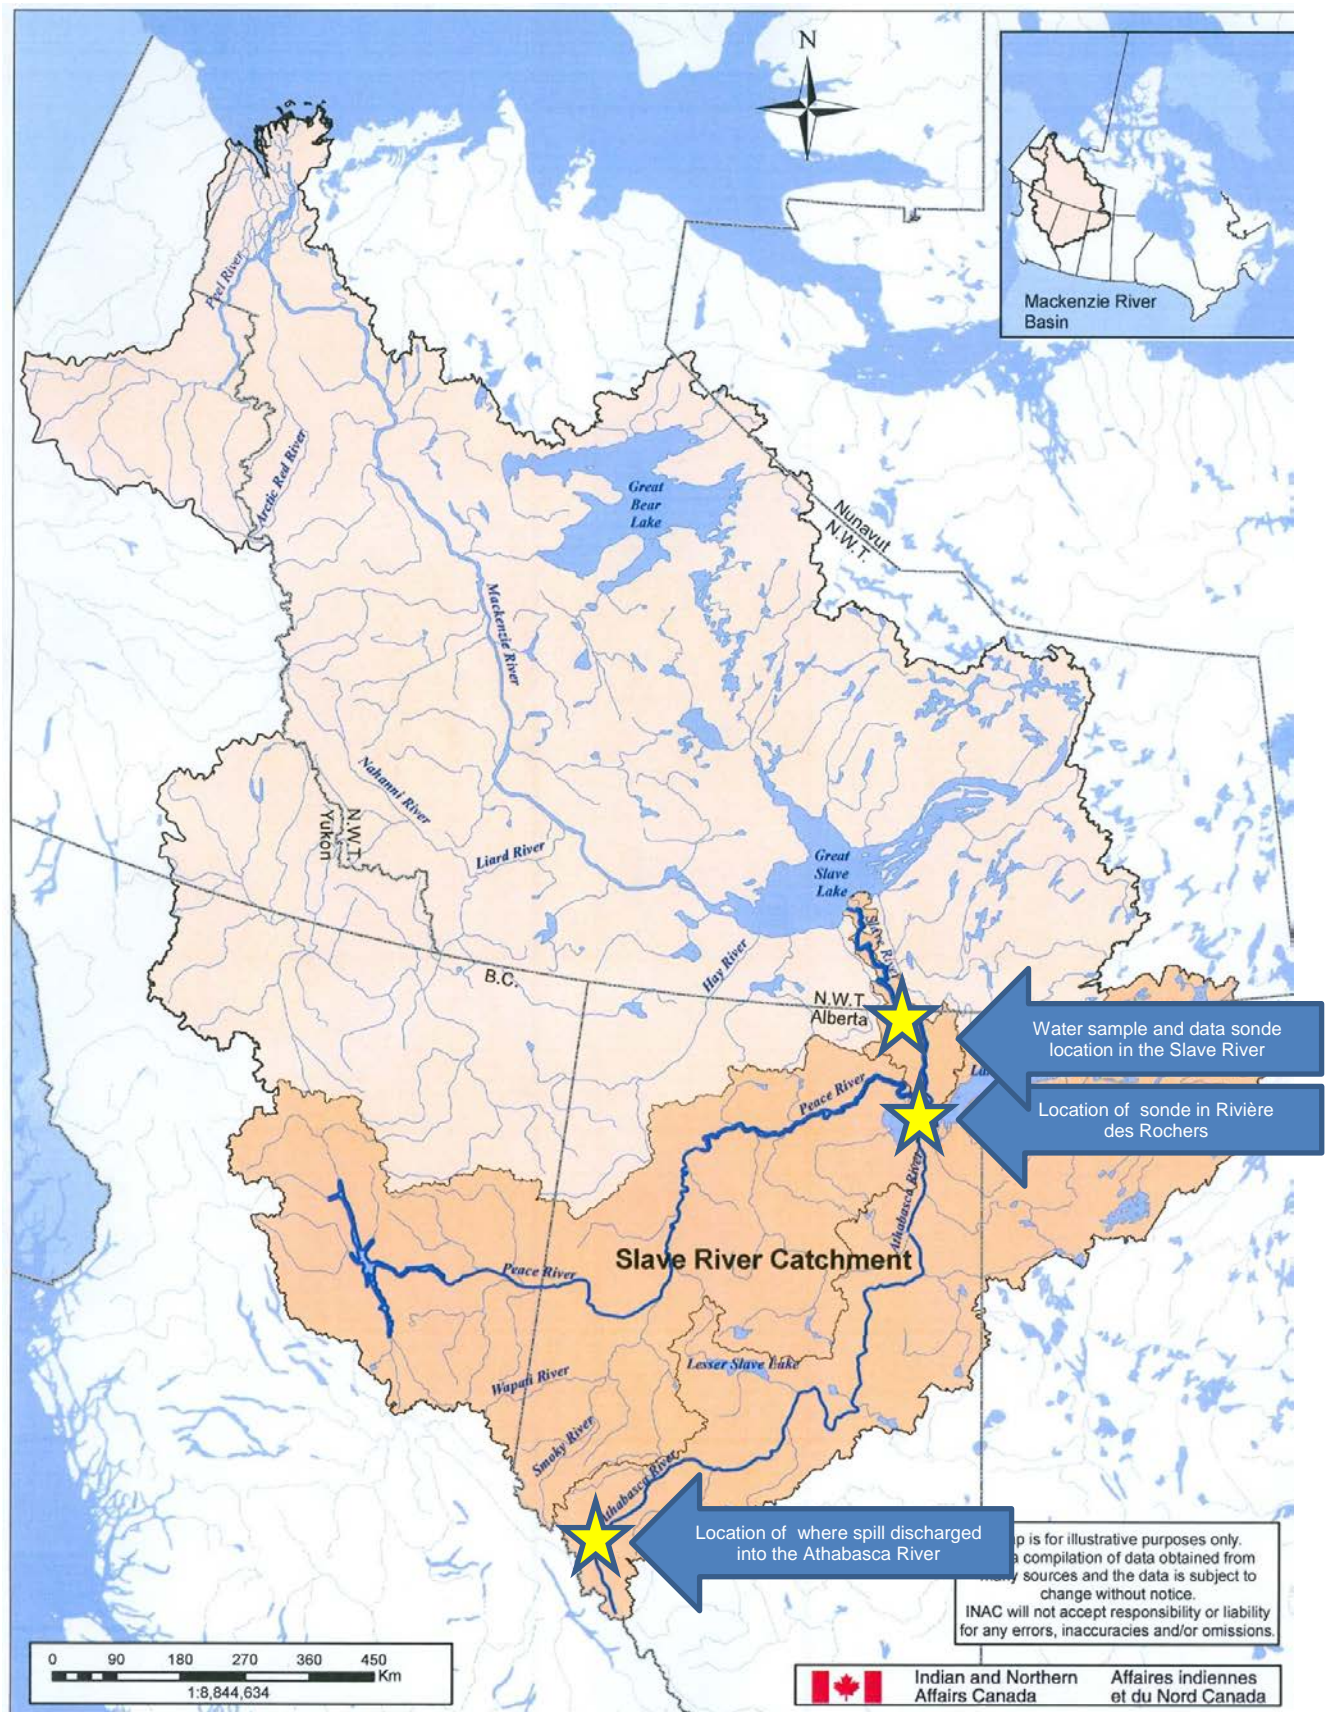 N
Mackenzie River
Basin
Peel River
Arctic Red River
Great
Bear
Lake
Nunavut
N.W.T.
Mackenzie River
Nahanni River
N.W.T.
Yukon
Liard River
Great
Slave
Lake
Slave River
Hay River
B.C.
N.W.T.
Alberta
Water sample and data sonde
location in the Slave River
Peace River
Location of sonde in Rivière
des Rochers
Athabasca River
Slave River Catchment
Peace River
Lesser Slave Lake
Wapati River
Smoky River
Athabasca River
Location of where spill discharged
into the Athabasca River
p is for illustrative purposes only.
a compilation of data obtained from
sources and the data is subject to
change without notice.
INAC will not accept responsibility or liability
for any errors, inaccuracies and/or omissions.
0 90 180 270 360 450
Km
1:8,844,634
Indian and Northern
Affairs Canada
Affaires indiennes
et du Nord Canada